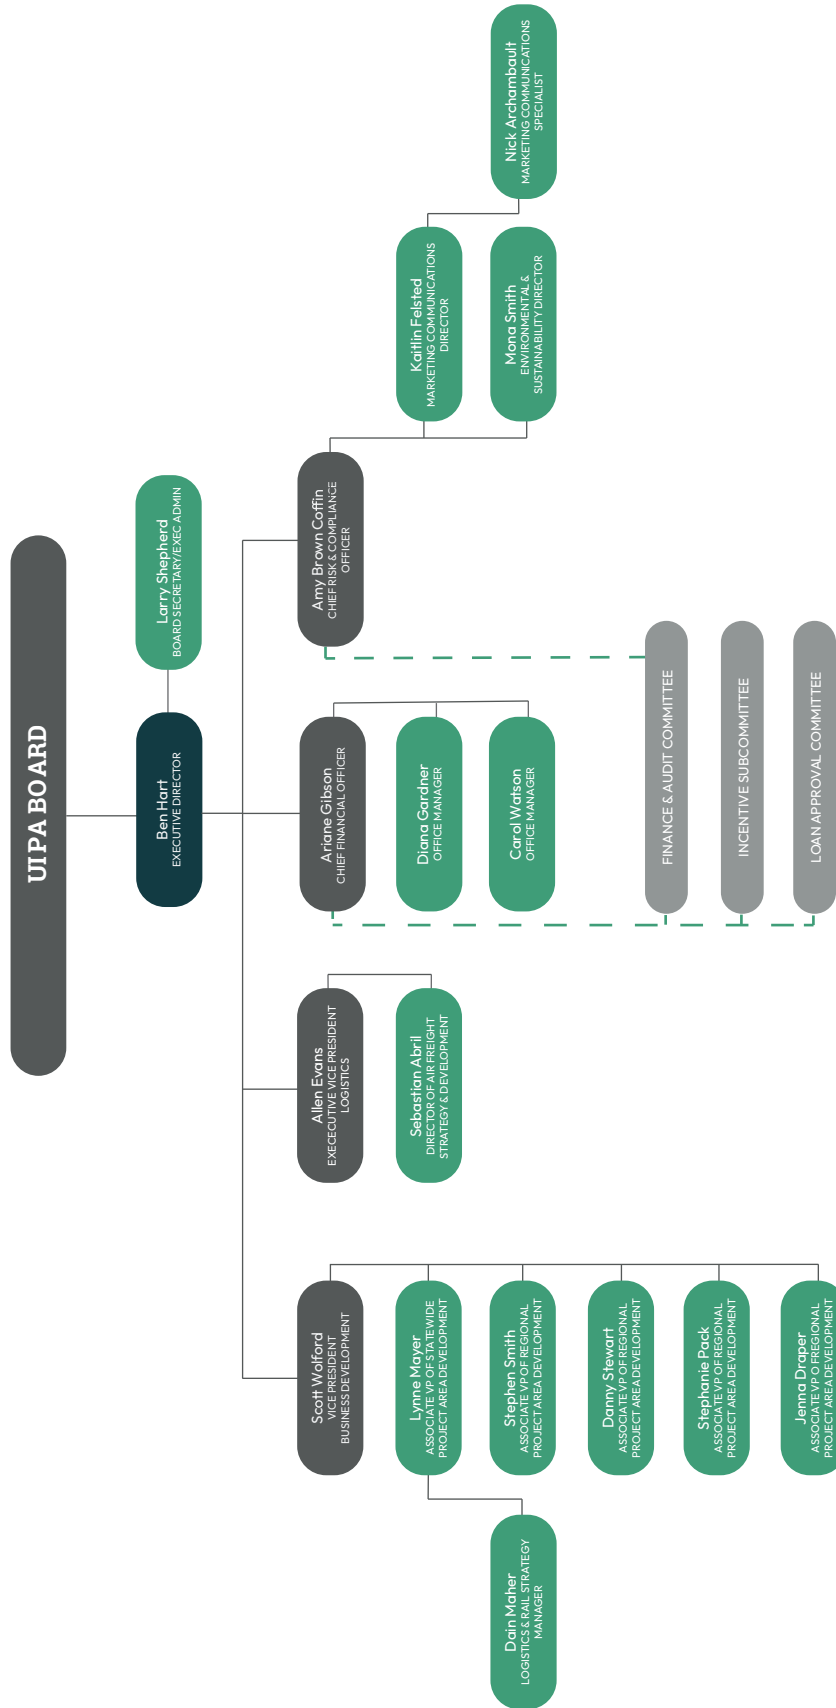 UIPA BOARD
Ben Hart
EXECUTIVE DIRECTOR
Larry Shepherd
BOARD SECRETARY/EXEC ADMIN
Scott Wolford
VICE PRESIDENT
BUSINESS DEVELOPMENT
Allen Evans
EXECECUTIVE VICE PRESIDENT
LOGISTICS
Ariane Gibson
CHIEF FINANCIAL OFFICER
Amy Brown Coffin
CHIEF RISK & COMPLIANCE
OFFICER
Lynne Mayer
ASSOCIATE VP OF STATEWIDE
PROJECT AREA DEVELOPMENT
Sebastian Abril
DIRECTOR OF AIR FREIGHT
STRATEGY & DEVELOPMENT
Diana Gardner
OFFICE MANAGER
Kaitlin Felsted
MARKETING COMMUNICATIONS
DIRECTOR
Dain Maher
LOGISTICS & RAIL STRATEGY
MANAGER
Stephen Smith
ASSOCIATE VP OF REGIONAL
PROJECT AREA DEVELOPMENT
Carol Watson
OFFICE MANAGER
Mona Smith
ENVIRONMENTAL &
SUSTAINABILITY DIRECTOR
Nick Archambault
MARKETING COMMUNICATIONS
SPECIALIST
Danny Stewart
ASSOCIATE VP OF REGIONAL
PROJECT AREA DEVELOPMENT
FINANCE & AUDIT COMMITTEE
Stephanie Pack
ASSOCIATE VP OF REGIONAL
PROJECT AREA DEVELOPMENT
INCENTIVE SUBCOMMITTEE
Jenna Draper
ASSOCIATE VP O FREGIONAL
PROJECT AREA DEVELOPMENT
LOAN APPROVAL COMMITTEE